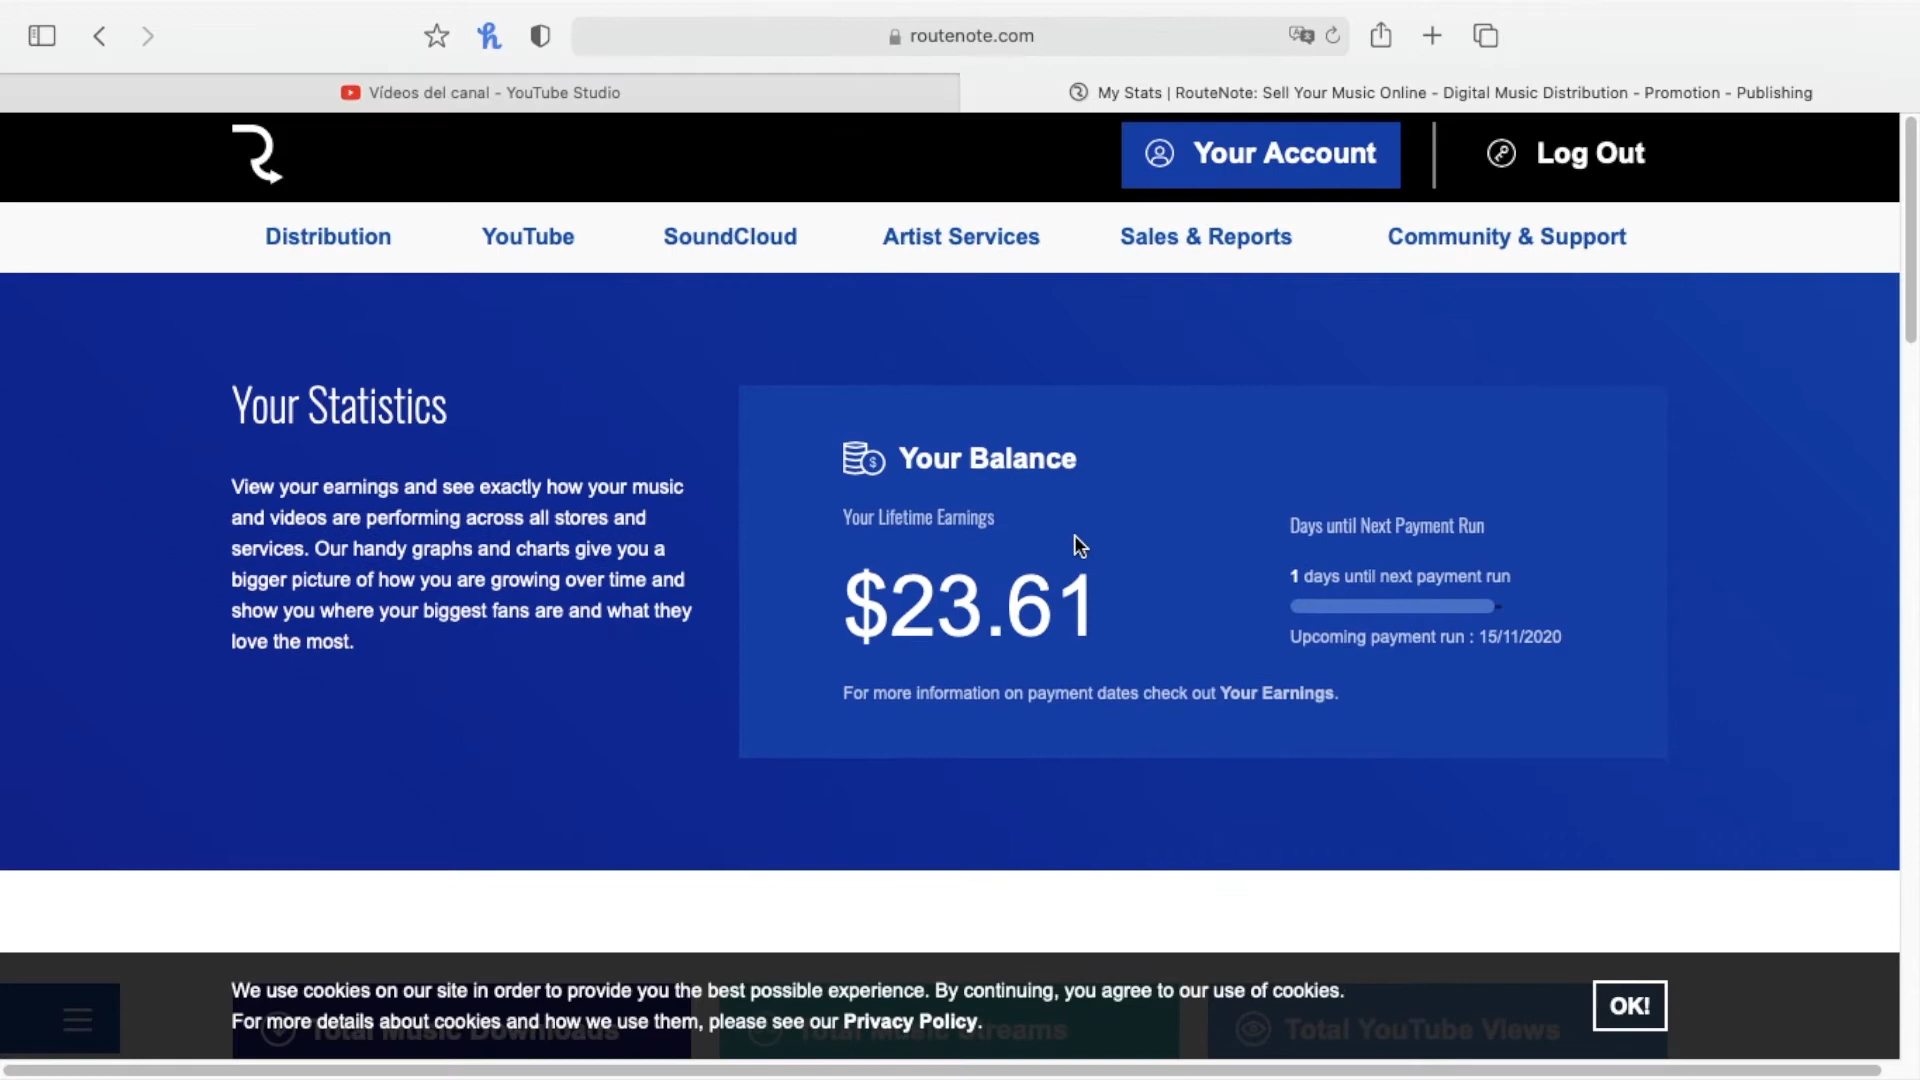 routenote.com
Vídeos del canal - YouTube Studio
My Stats | RouteNote: Sell Your Music Online - Digital Music Distribution - Promotion - Publishing
Your Account
Log Out
Distribution
YouTube
SoundCloud
Artist Services
Sales & Reports
Community & Support
Your Statistics
View your earnings and see exactly how your music
and videos are performing across all stores and
services. Our handy graphs and charts give you a
bigger picture of how you are growing over time and
show you where your biggest fans are and what they
love the most.
Your Balance
Your Lifetime Earnings
$23.61
Days until Next Payment Run
1 days until next payment run
Upcoming payment run : 15/11/2020
For more information on payment dates check out Your Earnings.
We use cookies on our site in order to provide you the best possible experience. By continuing, you agree to our use of cookies.
For more details about cookies and how we use them, please see our Privacy Policy.
OK!
Total Music Downloads
Total Music Streams
Total YouTube Views